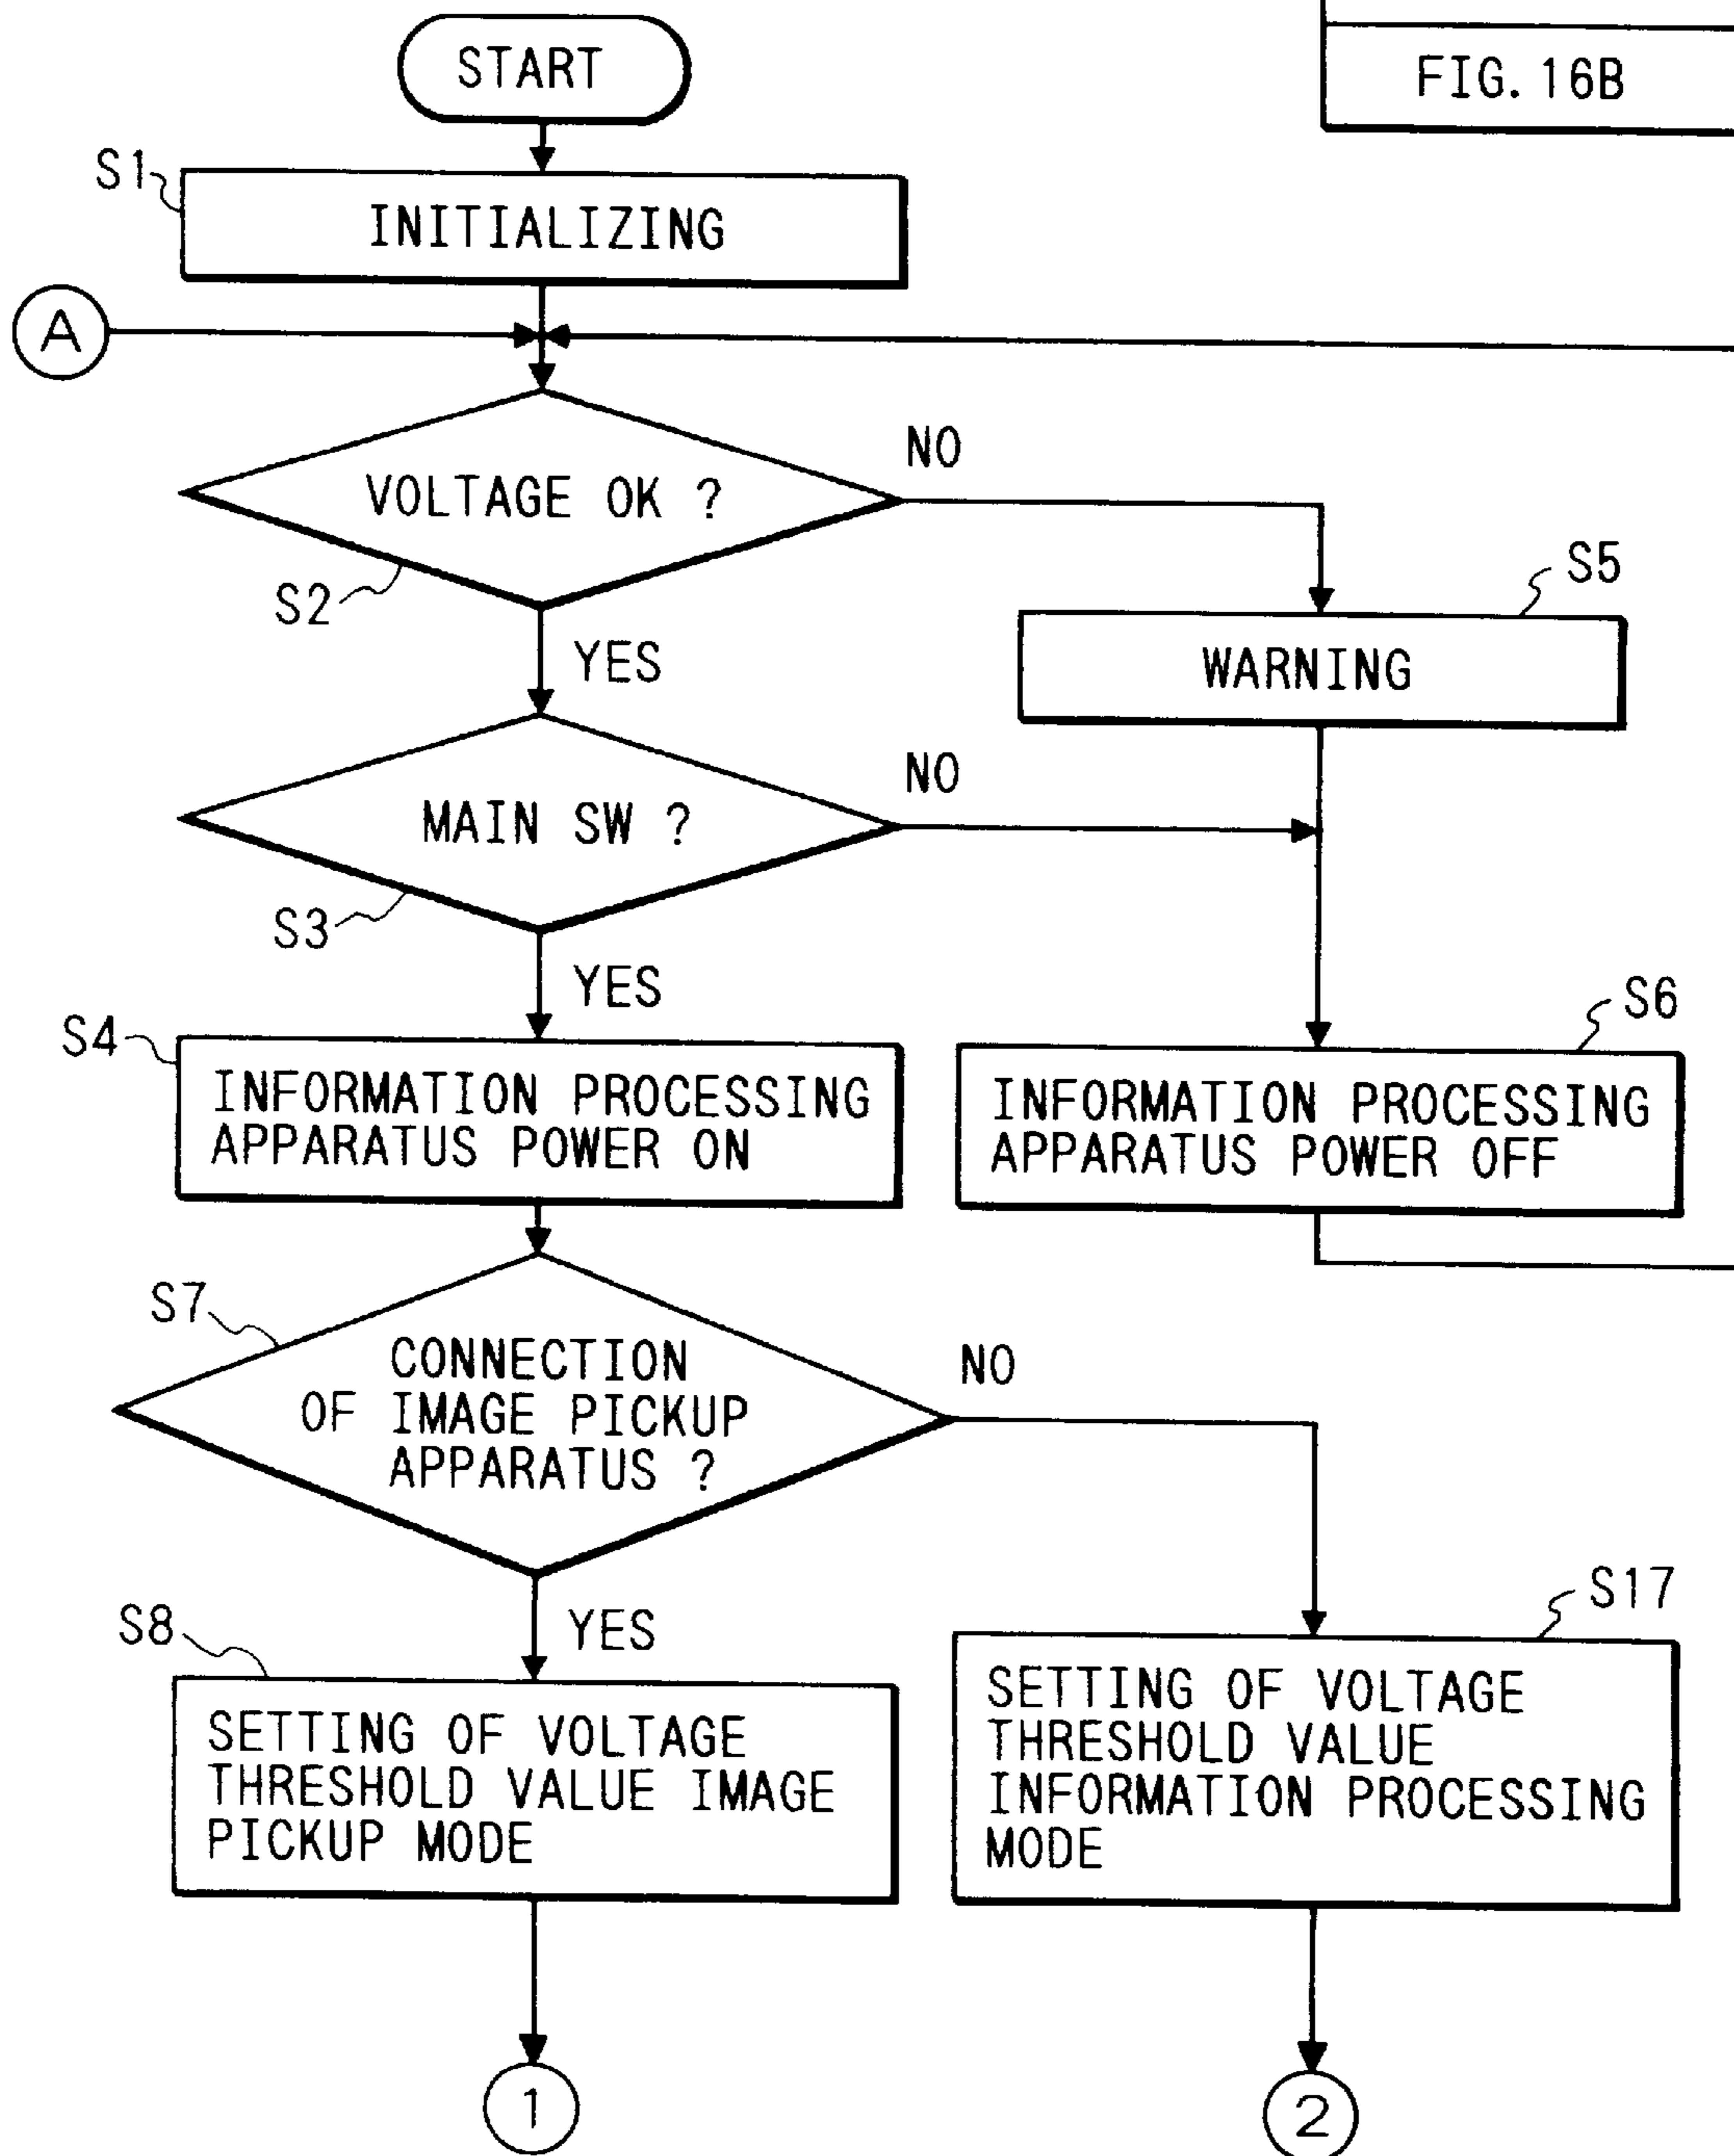 FIG. 16B
START
S1
INITIALIZING
A
VOLTAGE OK ?
NO
S2
YES
S5
WARNING
MAIN SW ?
NO
S3
YES
S4
INFORMATION PROCESSING
APPARATUS POWER ON
S6
INFORMATION PROCESSING
APPARATUS POWER OFF
S7
CONNECTION
OF IMAGE PICKUP
APPARATUS ?
NO
S8
YES
SETTING OF VOLTAGE
THRESHOLD VALUE IMAGE
PICKUP MODE
S17
SETTING OF VOLTAGE
THRESHOLD VALUE
INFORMATION PROCESSING
MODE
1
2